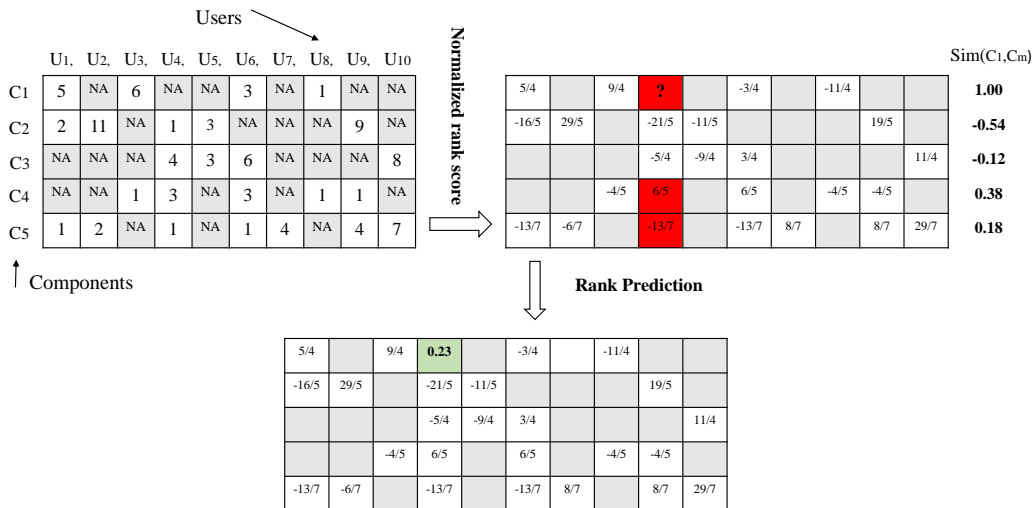 Users
U1, U2, U3, U4, U5, U6, U7, U8, U9, U10
C1 5 NA 6 NA NA 3 NA 1 NA NA
C2 2 11 NA 1 3 NA NA NA 9 NA
C3 NA NA NA 4 3 6 NA NA NA 8
C4 NA NA 1 3 NA 3 NA 1 1 NA
C5 1 2 NA 1 NA 1 4 NA 4 7
Components
Normalized rank score
Sim(C1,Cm)
5/4 9/4 ? -3/4 -11/4 1.00
-16/5 29/5 -21/5 -11/5 19/5 -0.54
-5/4 -9/4 3/4 11/4 -0.12
-4/5 6/5 6/5 -4/5 -4/5 0.38
-13/7 -6/7 -13/7 -13/7 8/7 8/7 29/7 0.18
Rank Prediction
5/4 9/4 0.23 -3/4 -11/4
-16/5 29/5 -21/5 -11/5 19/5
-5/4 -9/4 3/4 11/4
-4/5 6/5 6/5 -4/5 -4/5
-13/7 -6/7 -13/7 -13/7 8/7 8/7 29/7